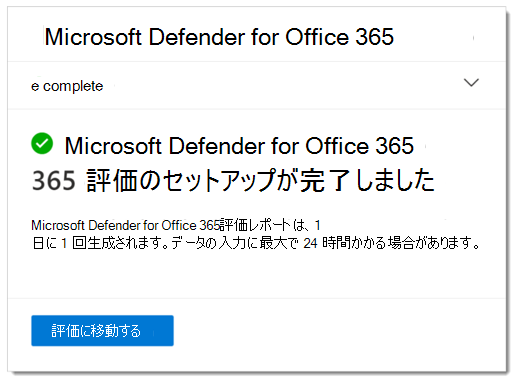 Microsoft Defender for Office 365
e complete
Microsoft Defender for Office 365
365 評価のセットアップが完了しました
Microsoft Defender for Office 365評価レポートは、1
日に 1 回生成されます。データの入力に最大で 24 時間かかる場合があります。
評価に移動する